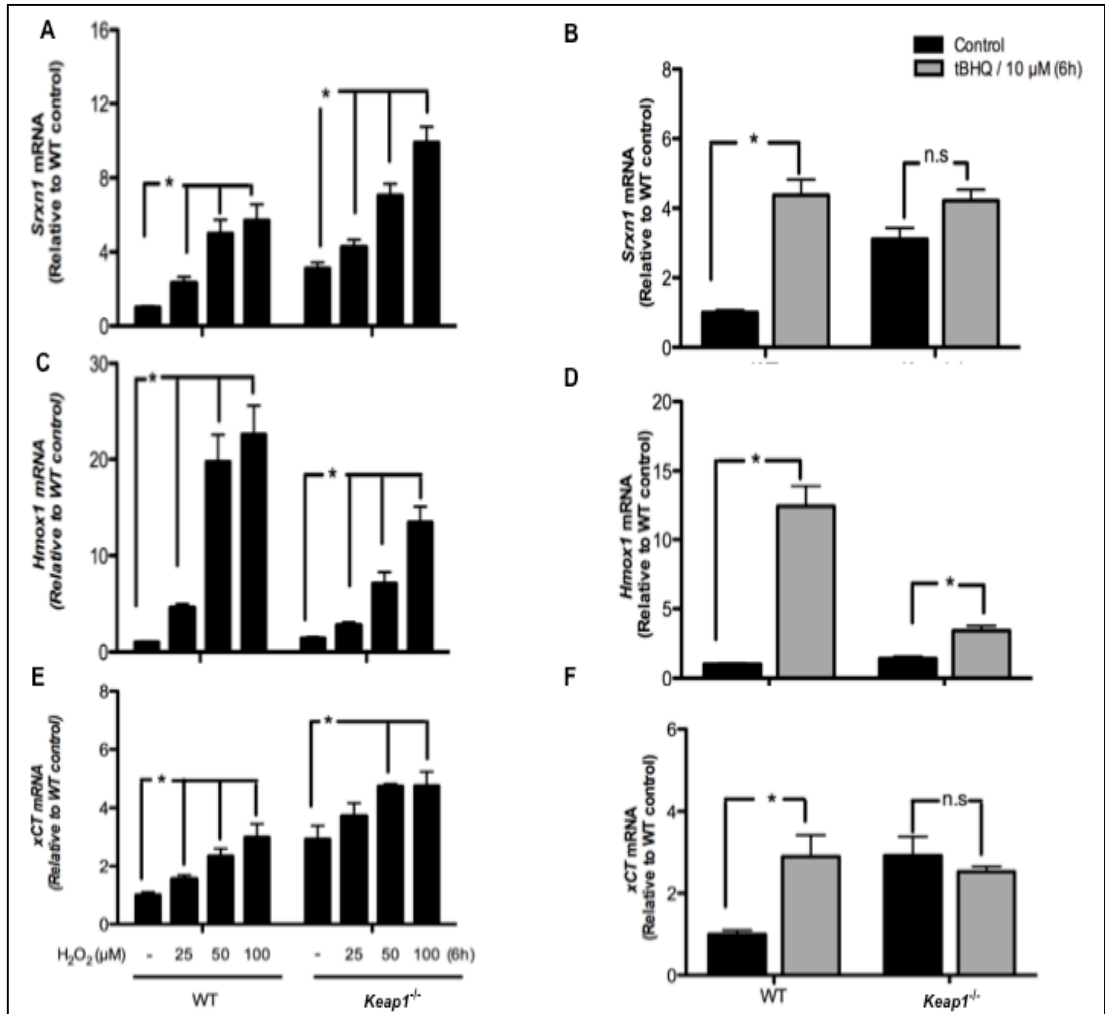 A
16
12
8
4
0
Srxn1 mRNA
(Relative to WT control)
*
*
B
Control
tBHQ / 10 µM (6h)
8
6
4
2
0
Srxn1 mRNA
(Relative to WT control)
*
n.s
C
30
20
10
0
Hmox1 mRNA
(Relative to WT control)
*
*
D
20
15
10
5
0
Hmox1 mRNA
(Relative to WT control)
*
*
E
8
6
4
2
0
xCT mRNA
(Relative to WT control)
*
*
H2O2 (µM) - 25 50 100 - 25 50 100 (6h)
WT Keap1-/-
F
6
4
2
0
xCT mRNA
(Relative to WT control)
*
n.s
WT Keap1-/-